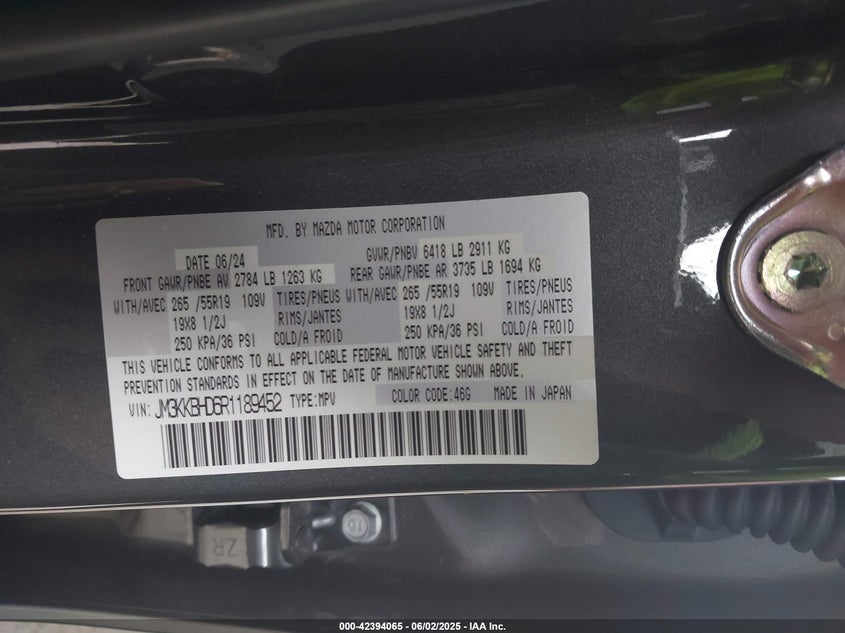 MFD. BY MAZDA MOTOR CORPORATION
DATE 06/24 GVWR/PNBV 6418 LB 2911 KG
FRONT GAWR/PNBE AV 2784 LB 1263 KG REAR GAWR/PNBE AR 3735 LB 1694 KG
WITH/AVEC 265 /55R19 109V TIRES/PNEUS WITH/AVEC 265 /55R19 109V TIRES/PNEUS
19X8 1/2J RIMS/JANTES 19X8 1/2J RIMS/JANTES
250 KPA/36 PSI COLD/A FROID 250 KPA/36 PSI COLD/A FROID
THIS VEHICLE CONFORMS TO ALL APPLICABLE FEDERAL MOTOR VEHICLE SAFETY AND THEFT
PREVENTION STANDARDS IN EFFECT ON THE DATE OF MANUFACTURE SHOWN ABOVE.
VIN: JM3KKBHD6R1189452 TYPE:MPV COLOR CODE:46G MADE IN JAPAN
ZR
10
000-42394065 - 06/02/2025 - IAA Inc.